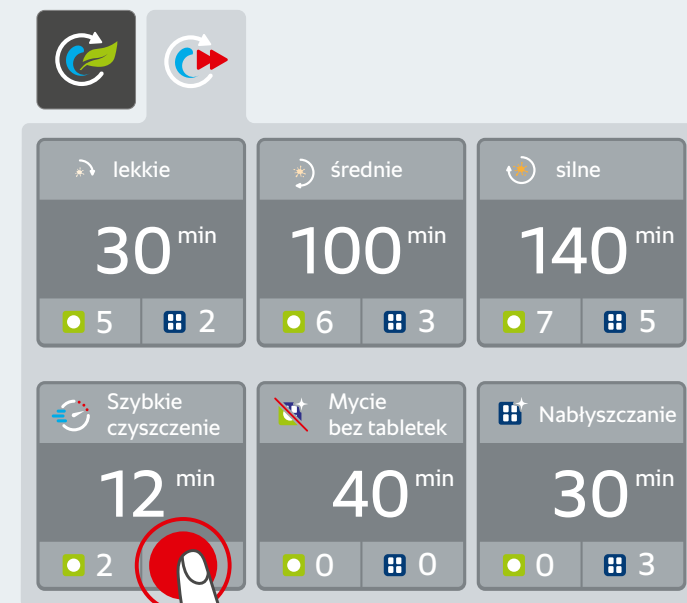 lekkie
30 min
5 2
średnie
100 min
6 3
silne
140 min
7 5
Szybkie
czyszczenie
12 min
2
Mycie
bez tabletek
40 min
0 0
Nabłyszczanie
30 min
0 3